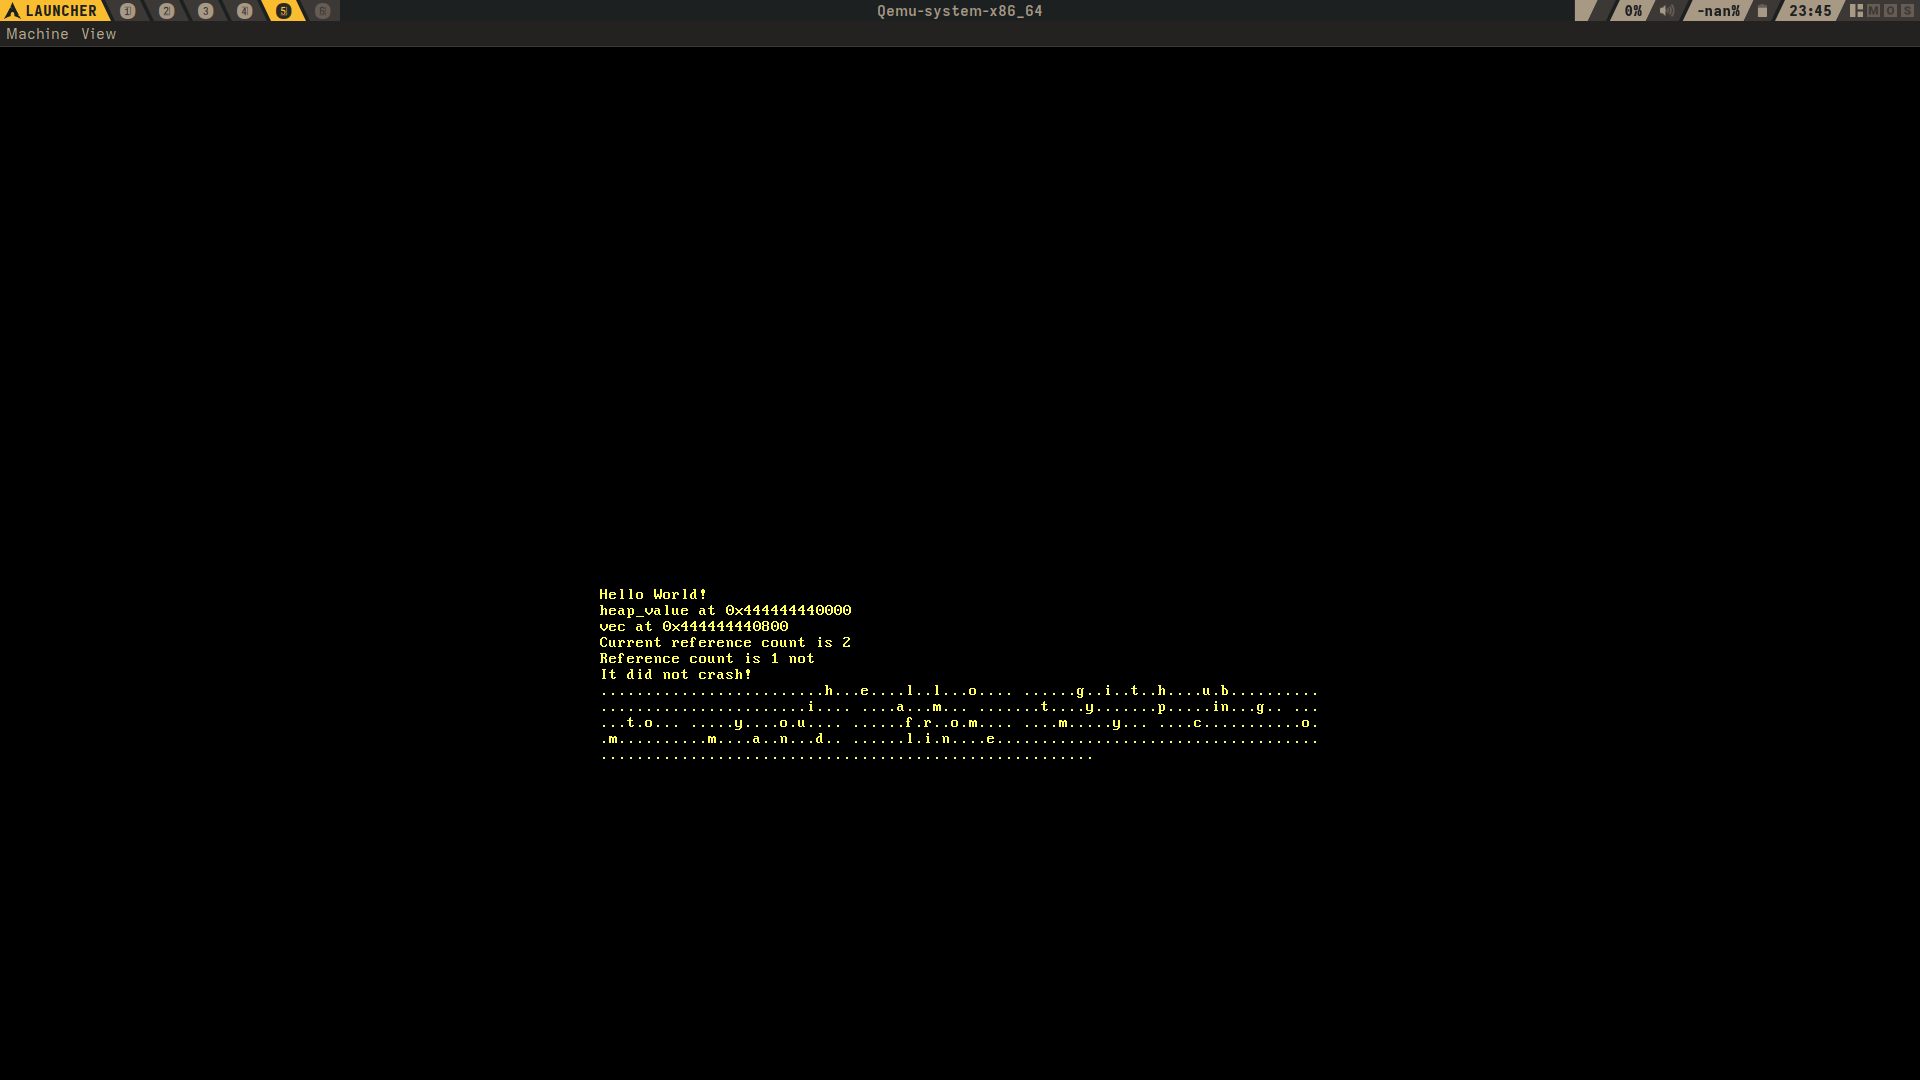 LAUNCHER 1 2 3 4 5 6 Qemu-system-x86_64 0% -nan% 23:45 M O S
Machine View
Hello World!
heap_value at 0x444444440000
vec at 0x444444440800
Current reference count is 2
Reference count is 1 not
It did not crash!
.........................h...e....l..l...o.... ......g..i..t..h....u.b..........
.......................i.... ....a...m... .......t....y.......p.....in...g.. ...
...t.o... .....y....o.u.... ......f.r..o.m.... ....m.....y... ....c...........o.
.m..........m....a..n...d.. ......l.i.n....e....................................
.......................................................